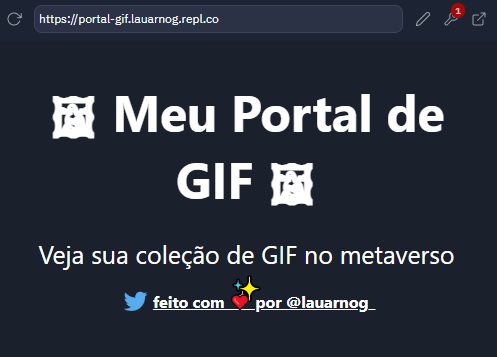 https://portal-gif.lauarnog.repl.co
1
🖼 Meu Portal de
GIF 🖼
Veja sua coleção de GIF no metaverso
feito com ❤️✨ por @lauarnog_